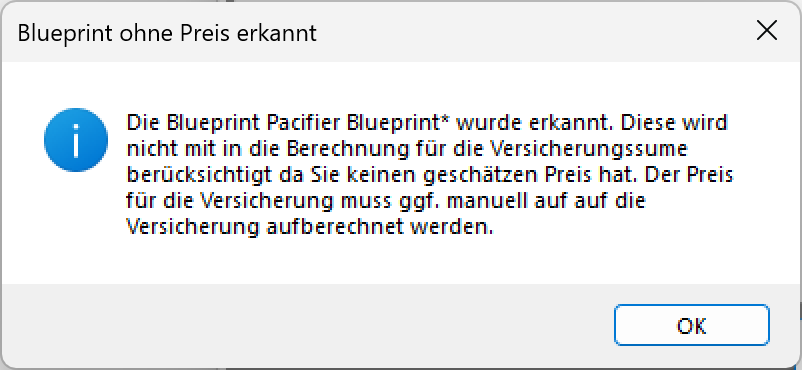 Blueprint ohne Preis erkannt
Die Blueprint Pacifier Blueprint* wurde erkannt. Diese wird
nicht mit in die Berechnung für die Versicherungssume
berücksichtigt da Sie keinen geschätzen Preis hat. Der Preis
für die Versicherung muss ggf. manuell auf auf die
Versicherung aufberechnet werden.
OK